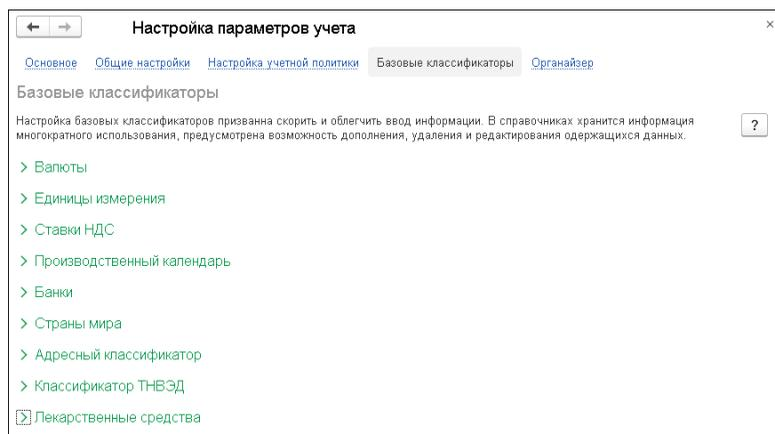 Настройка параметров учета
Основное Общие настройки Настройка учетной политики Базовые классификаторы Органайзер
Базовые классификаторы
Настройка базовых классификаторов призванна скорить и облегчить ввод информации. В справочниках хранится информация
многократного использования, предусмотрена возможность дополнения, удаления и редактирования одержащихся данных.
?
Валюты
Единицы измерения
Ставки НДС
Производственный календарь
Банки
Страны мира
Адресный классификатор
Классификатор ТНВЭД
Лекарственные средства